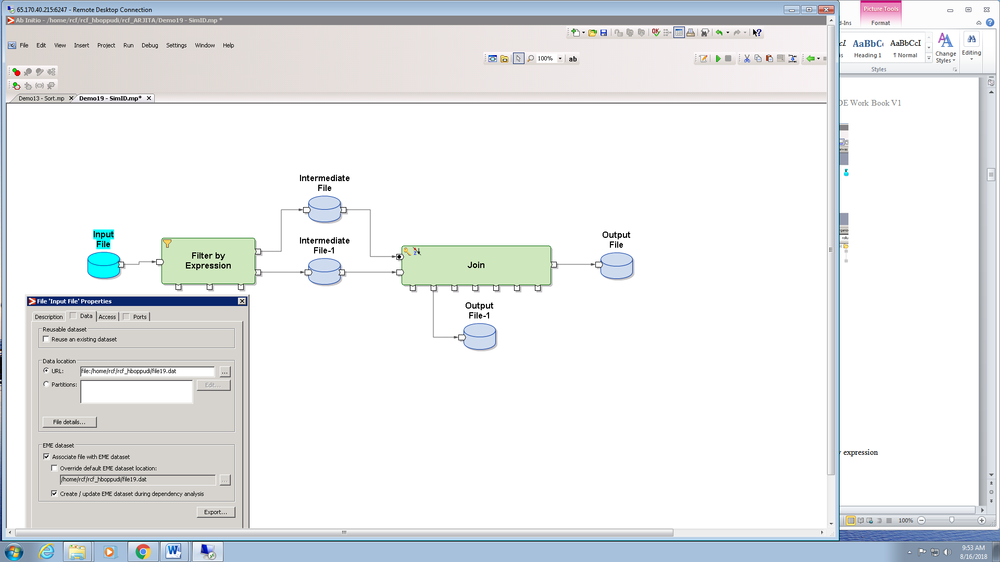 65.170.40.215:6247 - Remote Desktop Connection
Ab Initio - /home/rcf/rcf_hboppudi/rcf_ARJITA/Demo19 - SimID.mp *
File Edit View Insert Project Run Debug Settings Window Help
100% ab
Demo13 - Sort.mp Demo19 - SimID.mp*
Intermediate
File
Input
File
Filter by
Expression
Intermediate
File-1
Join
Output
File
Output
File-1
File 'Input File' Properties
Description Data Access Ports
Reusable dataset
Reuse an existing dataset
Data location
URL: file:/home/rcf/rcf_hboppudi/file19.dat ...
Partitions: Edit...
File details...
EME dataset
Associate file with EME dataset
Override default EME dataset location:
/home/rcf/rcf_hboppudi/file19.dat ...
Create / update EME dataset during dependency analysis
Export...
Picture Tools
d-Ins Format
AaBbCc AaBbCcI
Heading 1 ¶ Normal
Change
Styles
Editing
Styles
DE Work Book V1
y expression
100%
9:53 AM
8/16/2018